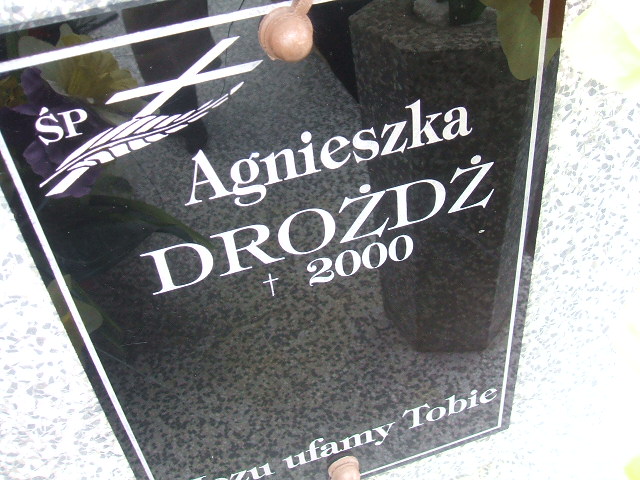 ŚP
Agnieszka
DROŻDŻ
† 2000
ufamy Tobie